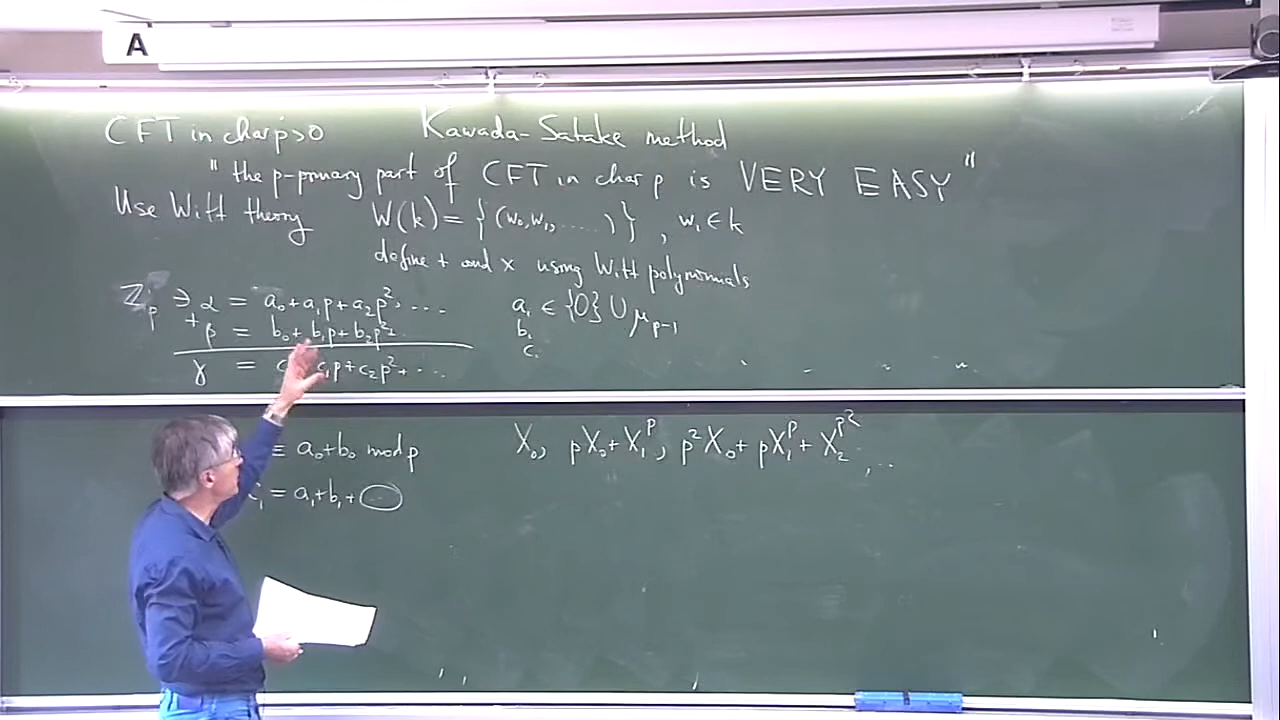 A
CFT in char p>0 Kawada-Satake method
"the p-primary part of CFT in char p is VERY EASY"
Use Witt theory W(k) = {(w₀, w₁, ......)}, wᵢ ∈ k
define + and × using Witt polynomials
ℤₚ ∋ α = a₀+a₁p+a₂p²+.... aᵢ ∈ {0} ∪ μₚ₋₁
+ β = b₀+b₁p+b₂p².. bᵢ
γ = c c₁p+c₂p²+... cᵢ
≡ a₀+b₀ mod p X₀, pX₀+X₁ᵖ, p²X₀+pX₁ᵖ+X₂^{p²}, ...
c₁ = a₁+b₁+ ...